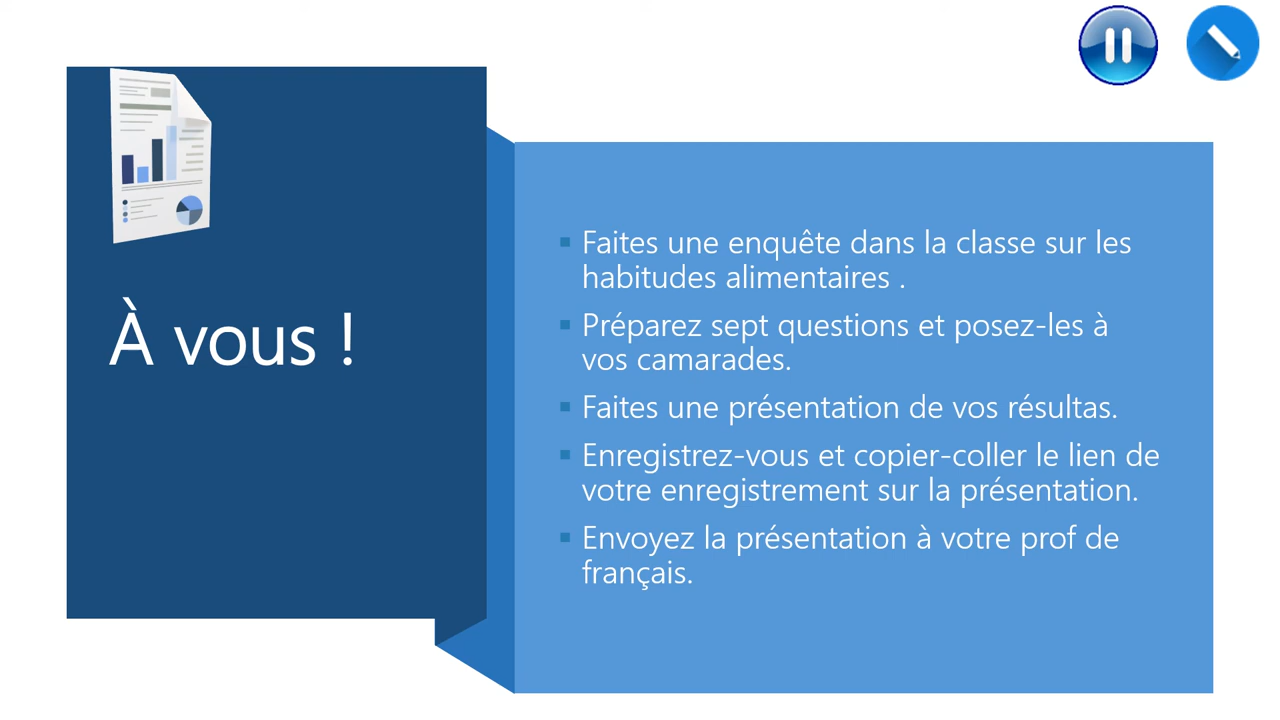 À vous !
Faites une enquête dans la classe sur les
habitudes alimentaires .
Préparez sept questions et posez-les à
vos camarades.
Faites une présentation de vos résultas.
Enregistrez-vous et copier-coller le lien de
votre enregistrement sur la présentation.
Envoyez la présentation à votre prof de
français.